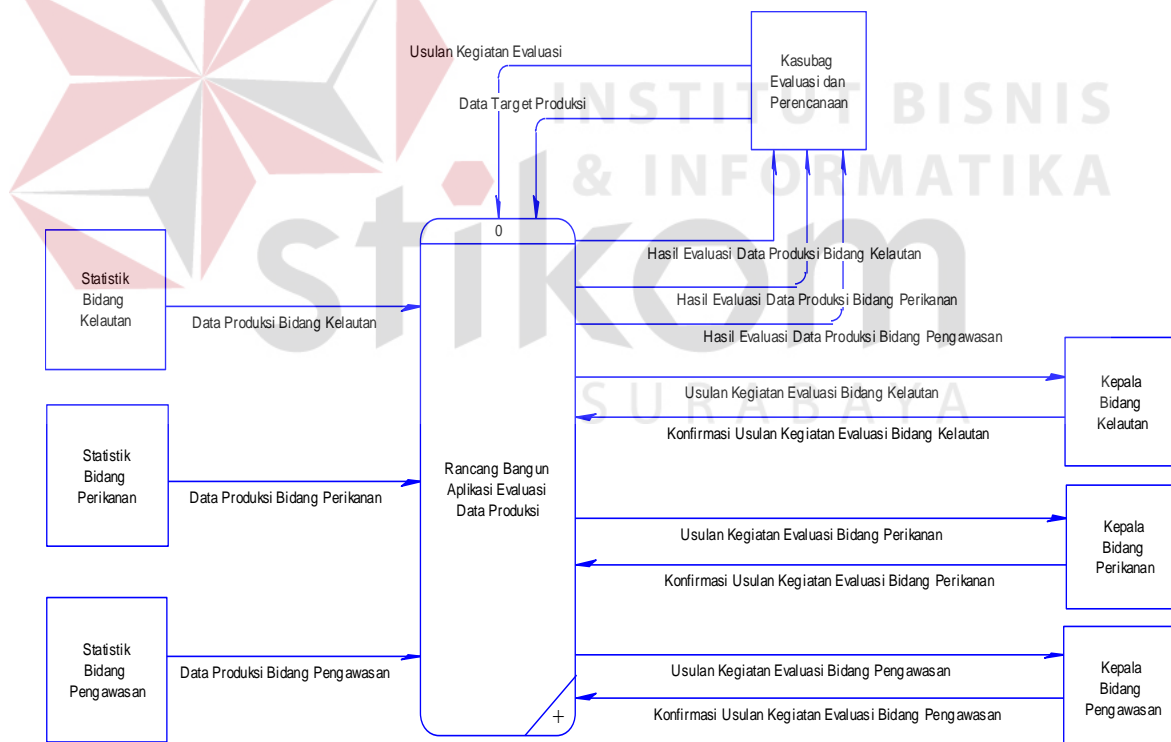 Usulan Kegiatan Evaluasi
Data Target Produksi
Kasubag
Evaluasi dan
Perencanaan
INSTITUT BISNIS
& INFORMATIKA
stikom
SURABAYA
0
Rancang Bangun
Aplikasi Evaluasi
Data Produksi
+
Hasil Evaluasi Data Produksi Bidang Kelautan
Hasil Evaluasi Data Produksi Bidang Perikanan
Hasil Evaluasi Data Produksi Bidang Pengawasan
Statistik
Bidang
Kelautan
Data Produksi Bidang Kelautan
Usulan Kegiatan Evaluasi Bidang Kelautan
Konfirmasi Usulan Kegiatan Evaluasi Bidang Kelautan
Kepala
Bidang
Kelautan
Statistik
Bidang
Perikanan
Data Produksi Bidang Perikanan
Usulan Kegiatan Evaluasi Bidang Perikanan
Konfirmasi Usulan Kegiatan Evaluasi Bidang Perikanan
Kepala
Bidang
Perikanan
Statistik
Bidang
Pengawasan
Data Produksi Bidang Pengawasan
Usulan Kegiatan Evaluasi Bidang Pengawasan
Konfirmasi Usulan Kegiatan Evaluasi Bidang Pengawasan
Kepala
Bidang
Pengawasan